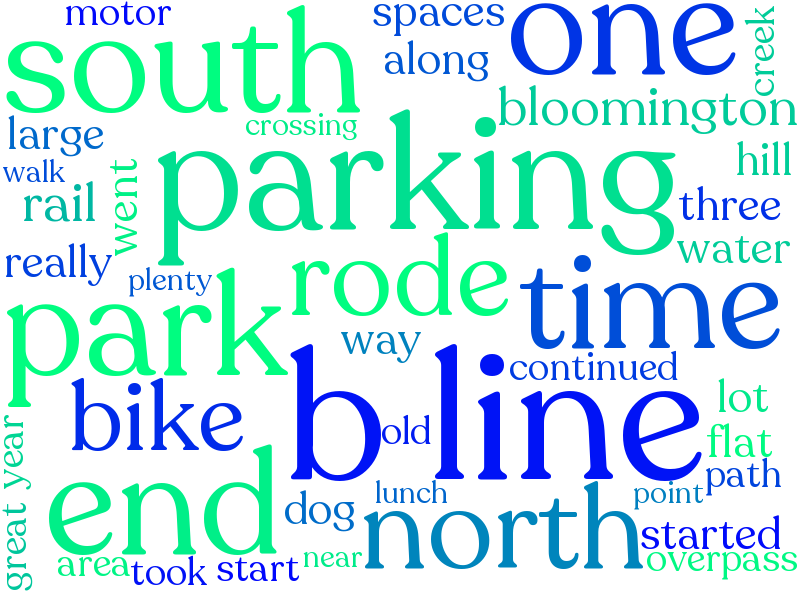 motor
spaces
one
creek
south
along
bloomington
large
crossing
parking
hill
walk
rail
went
three
water
really
plenty
rode
time
park
way
continued
b line
bike
old
lot
flat
great year
end
dog
lunch
north
point
path
started
area
took
start
near
overpass